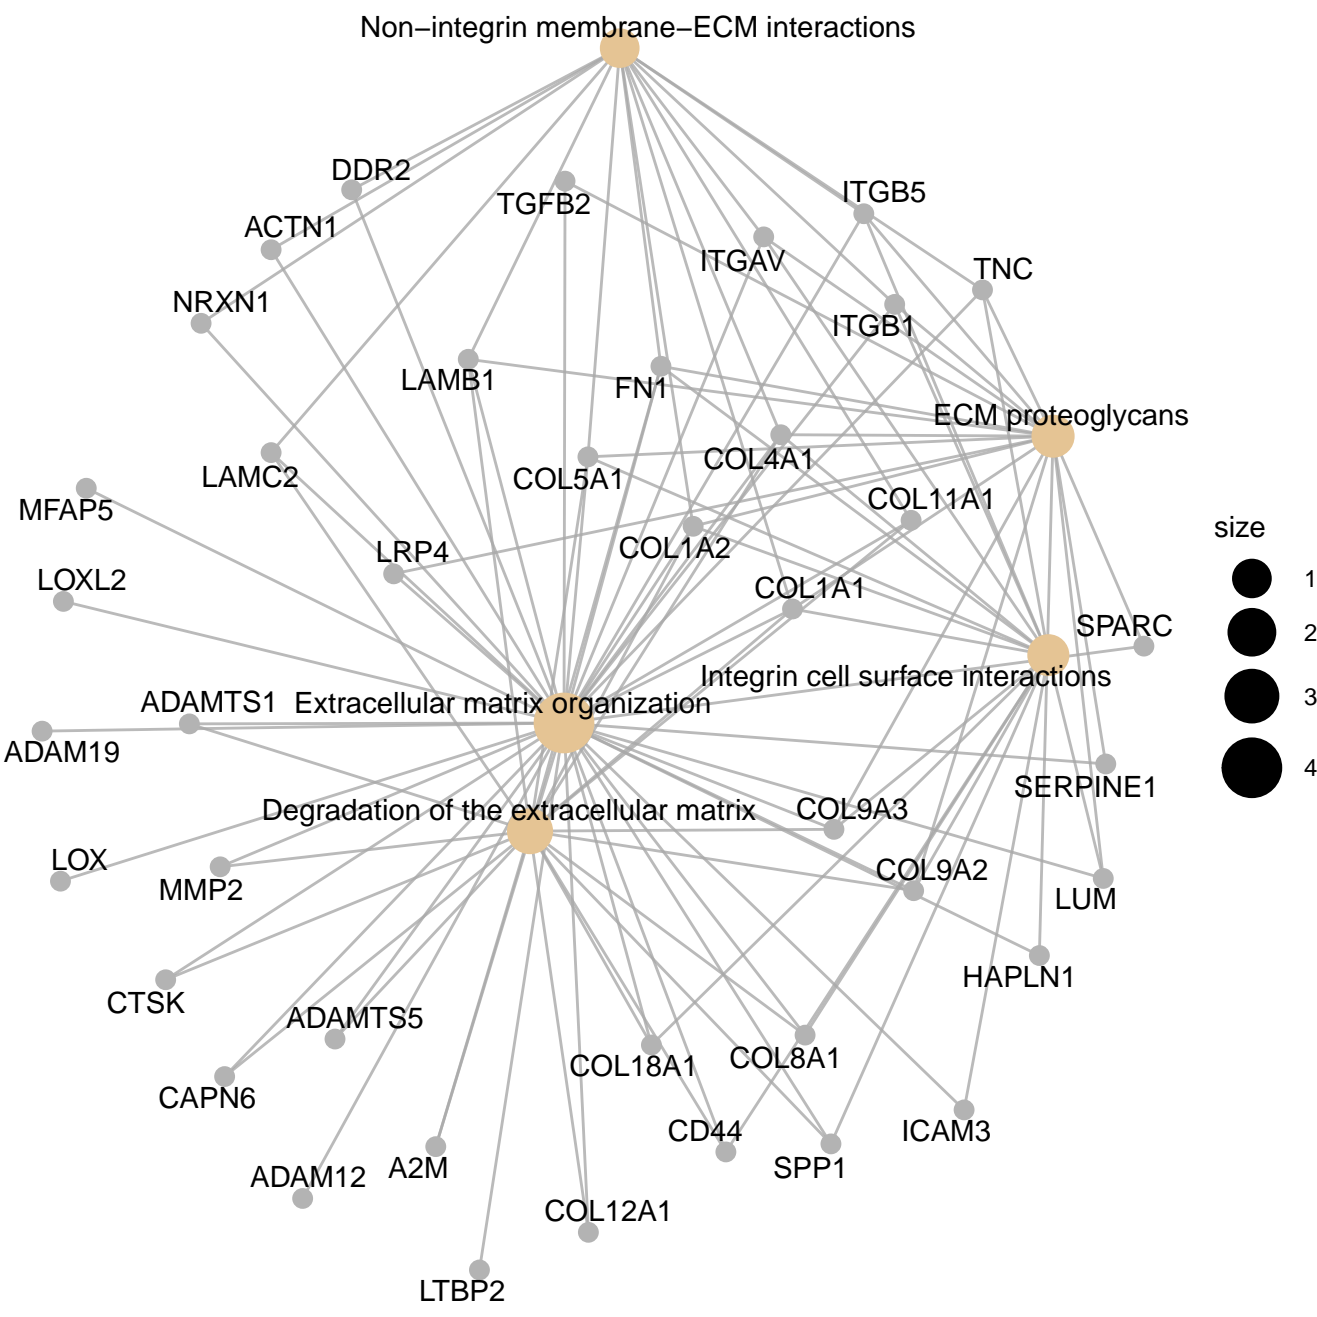 Non−integrin membrane−ECM interactions
DDR2
TGFB2
ITGB5
ACTN1
ITGAV
TNC
NRXN1
ITGB1
LAMB1
FN1
ECM proteoglycans
LAMC2
COL5A1
COL4A1
MFAP5
COL11A1
size
LRP4
COL1A2
LOXL2
COL1A1
1
SPARC
2
Integrin cell surface interactions
ADAMTS1
Extracellular matrix organization
3
ADAM19
SERPINE1
4
Degradation of the extracellular matrix
COL9A3
LOX
MMP2
COL9A2
LUM
HAPLN1
CTSK
ADAMTS5
COL18A1
COL8A1
CAPN6
CD44
ICAM3
ADAM12
A2M
SPP1
COL12A1
LTBP2